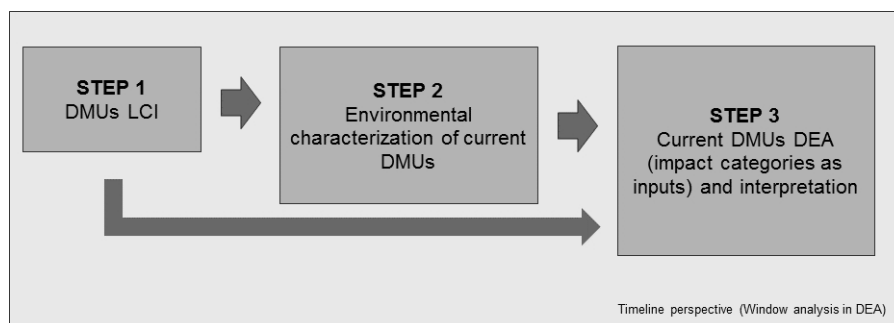 STEP 1
DMUs LCI
STEP 2
Environmental
characterization of current
DMUs
STEP 3
Current DMUs DEA
(impact categories as
inputs) and interpretation
Timeline perspective (Window analysis in DEA)